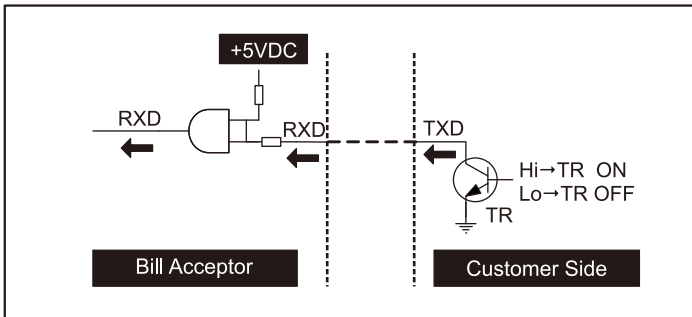 +5VDC
RXD
RXD
TXD
Hi→TR ON
Lo→TR OFF
TR
Bill Acceptor
Customer Side